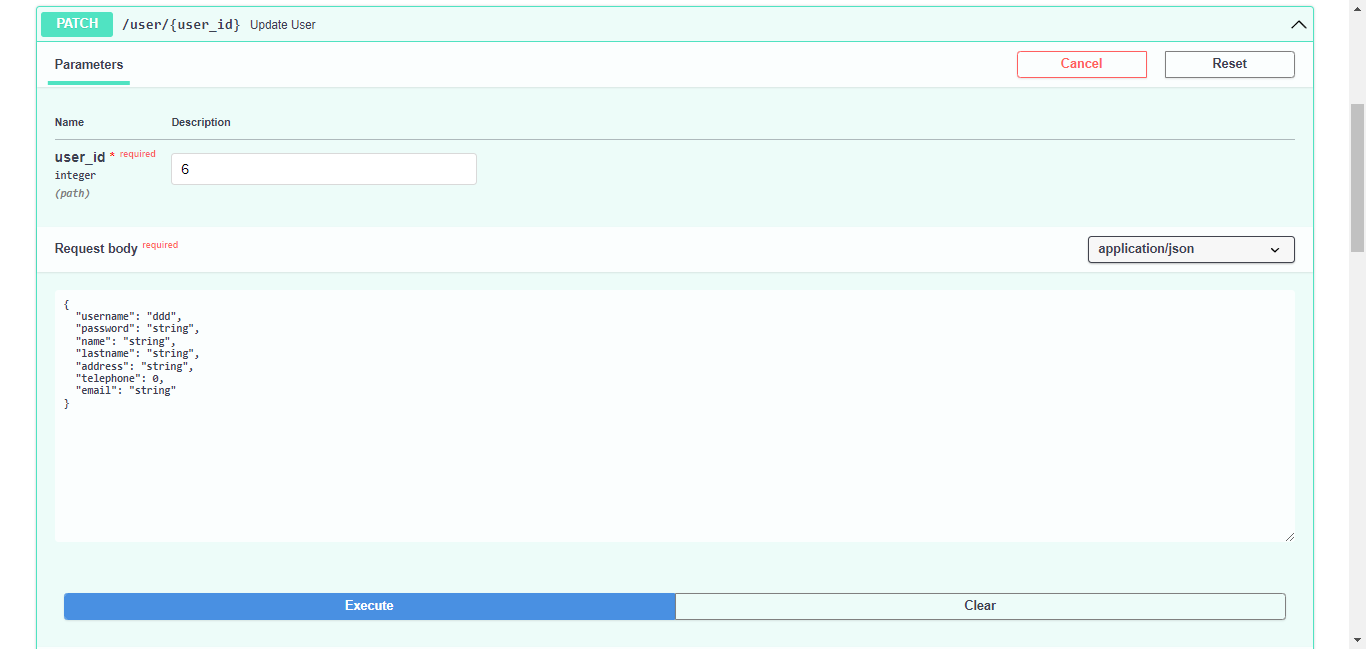 PATCH /user/{user_id} Update User
Parameters Cancel Reset
Name Description
user_id * required 6
integer
(path)
Request body required application/json
{
  "username": "ddd",
  "password": "string",
  "name": "string",
  "lastname": "string",
  "address": "string",
  "telephone": 0,
  "email": "string"
}
Execute Clear